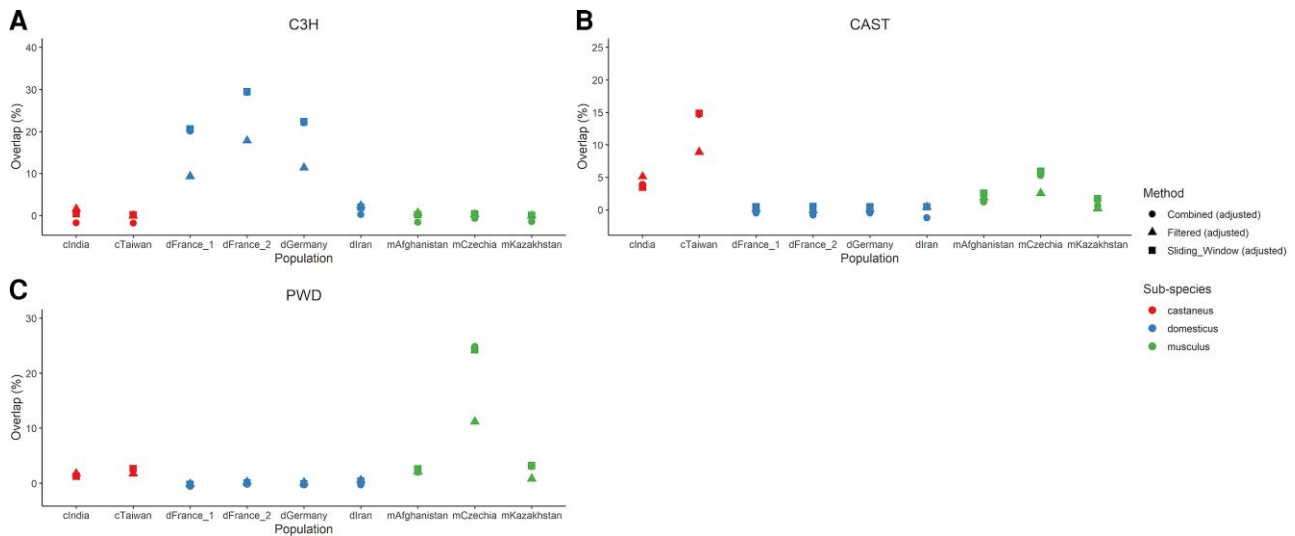 A
C3H
40
30
20
10
0
Overlap (%)
cIndia cTaiwan dFrance_1 dFrance_2 dGermany dIran mAfghanistan mCzechia mKazakhstan
Population
B
CAST
25
20
15
10
5
0
Overlap (%)
cIndia cTaiwan dFrance_1 dFrance_2 dGermany dIran mAfghanistan mCzechia mKazakhstan
Population
Method
Combined (adjusted)
Filtered (adjusted)
Sliding_Window (adjusted)
Sub-species
castaneus
domesticus
musculus
C
PWD
30
20
10
0
Overlap (%)
cIndia cTaiwan dFrance_1 dFrance_2 dGermany dIran mAfghanistan mCzechia mKazakhstan
Population